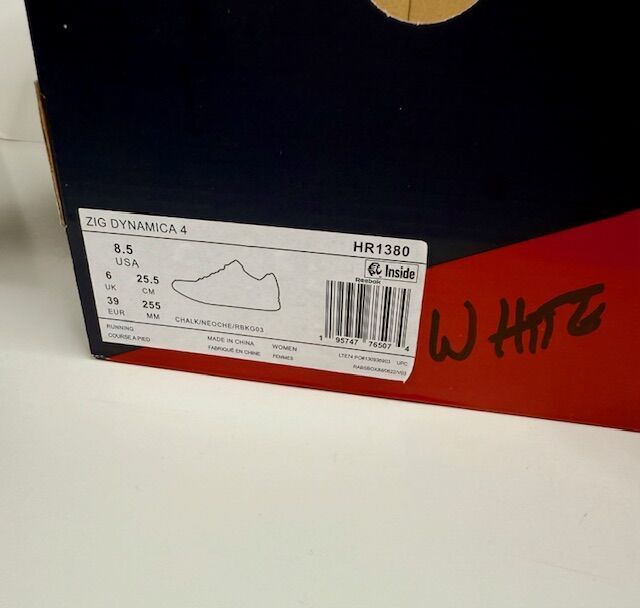 ZIG DYNAMICA 4
HR1380
8.5
USA
6 25.5
UK CM
39 255
EUR MM
Inside
Reebok
CHALK/NEOCHE/RBKG03
1 95747 76507 4
RUNNING MADE IN CHINA WOMEN
COURSE A PIED FABRIQUÉ EN CHINE FEMMES
UPC
WHITE